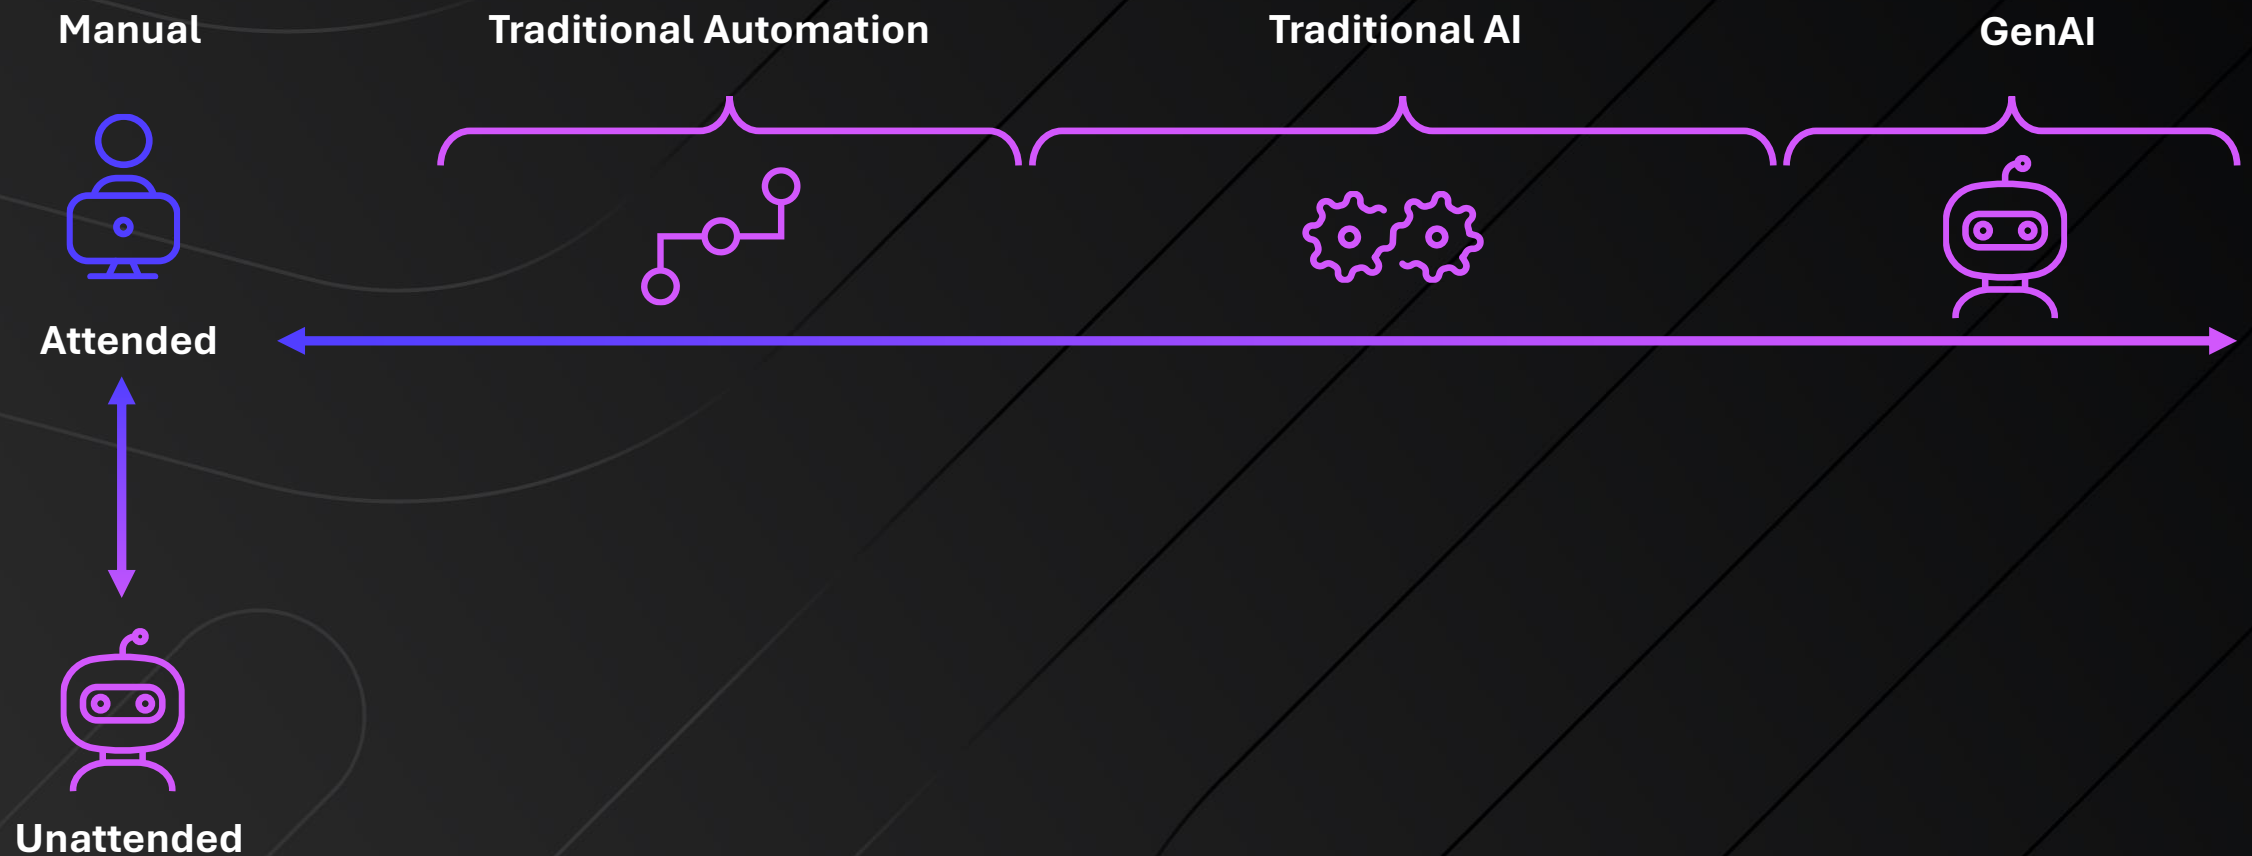 Manual
Traditional Automation
Traditional AI
GenAI
Attended
Unattended